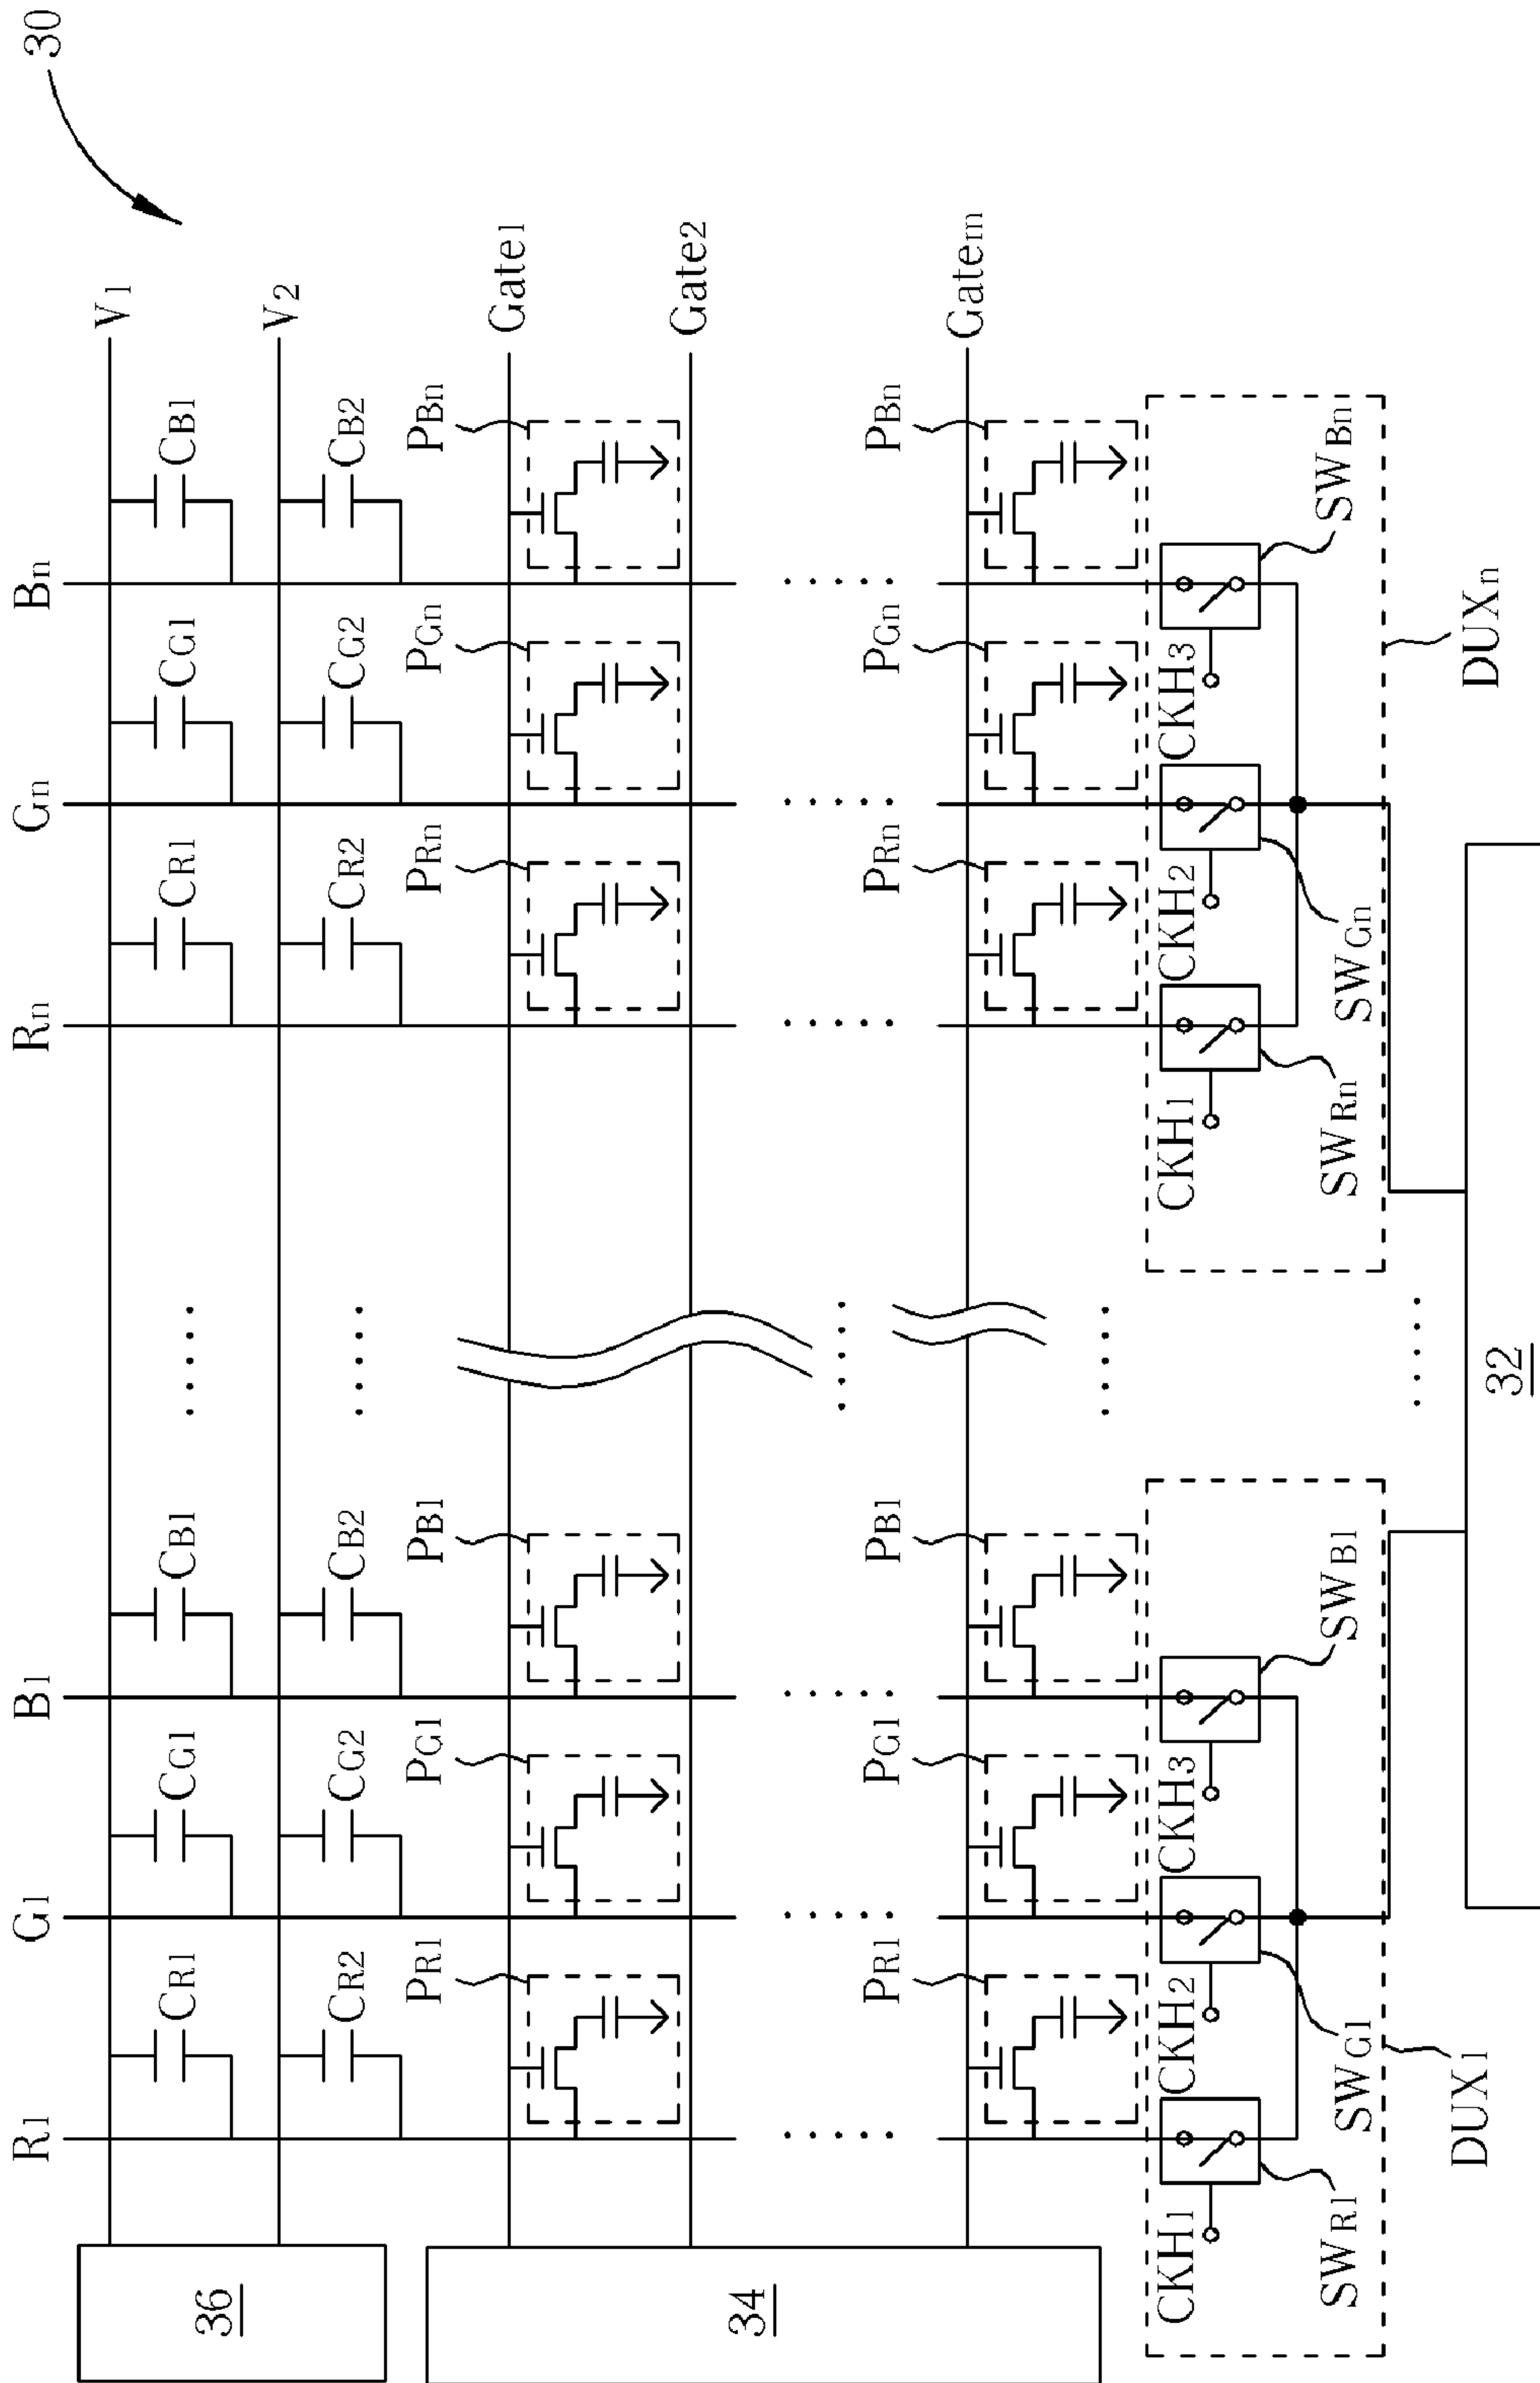 30
R1 G1 B1 Rn Gn Bn
V1
CR1 CG1 CB1 CR1 CG1 CB1
V2
CR2 CG2 CB2 CR2 CG2 CB2
36
PR1 PG1 PB1 PRn PGn PBn
Gate1
Gate2
34
PR1 PG1 PB1 PRn PGn PBn
Gatem
CKH1 CKH2 CKH3 CKH1 CKH2 CKH3
SWR1 SWG1 SWB1 SWRn SWGn SWBn
DUX1 DUXn
32